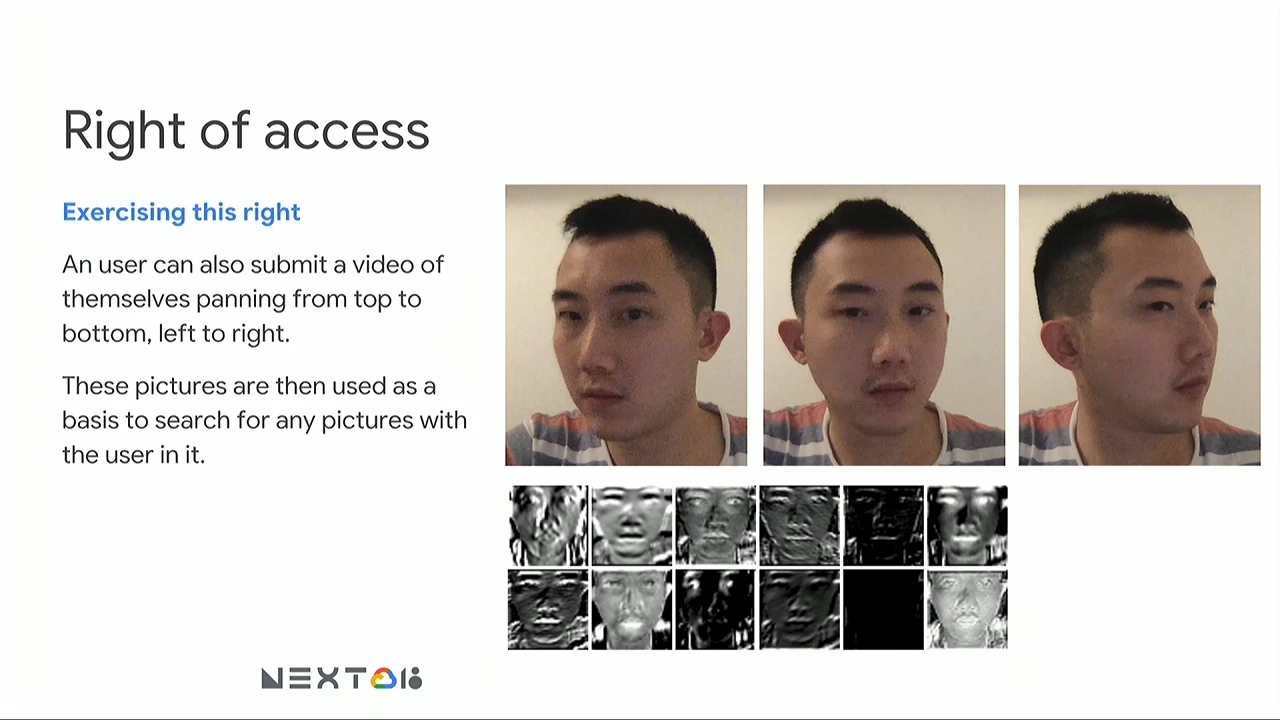 Right of access
Exercising this right
An user can also submit a video of
themselves panning from top to
bottom, left to right.
These pictures are then used as a
basis to search for any pictures with
the user in it.
NEXT 18